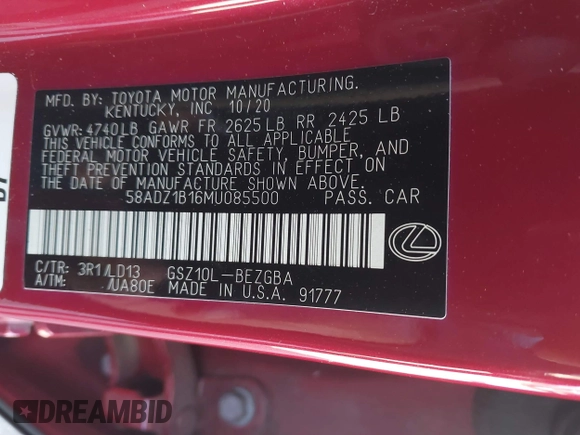 MFD. BY: TOYOTA MOTOR MANUFACTURING.
KENTUCKY, INC 10/20
GVWR: 4740LB GAWR FR 2625LB RR 2425 LB
THIS VEHICLE CONFORMS TO ALL APPLICABLE
FEDERAL MOTOR VEHICLE SAFETY, BUMPER, AND
THEFT PREVENTION STANDARDS IN EFFECT ON
THE DATE OF MANUFACTURE SHOWN ABOVE.
58ADZ1B16MU085500 PASS. CAR
C/TR: 3R1/LD13 GSZ10L-BEZGBA
A/TM: /UA80E MADE IN U.S.A. 91777
DREAMBID